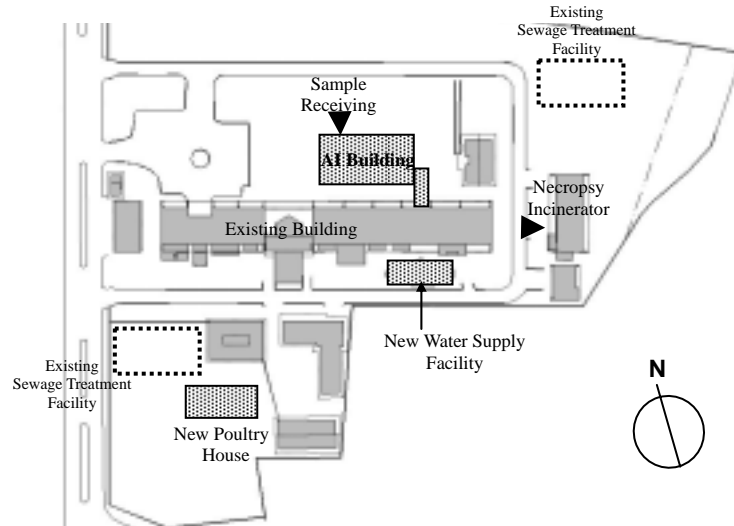 Existing
Sewage Treatment
Facility
Sample
Receiving
AI Building
Necropsy
Incinerator
Existing Building
New Water Supply
Facility
Existing
Sewage Treatment
Facility
New Poultry
House
N